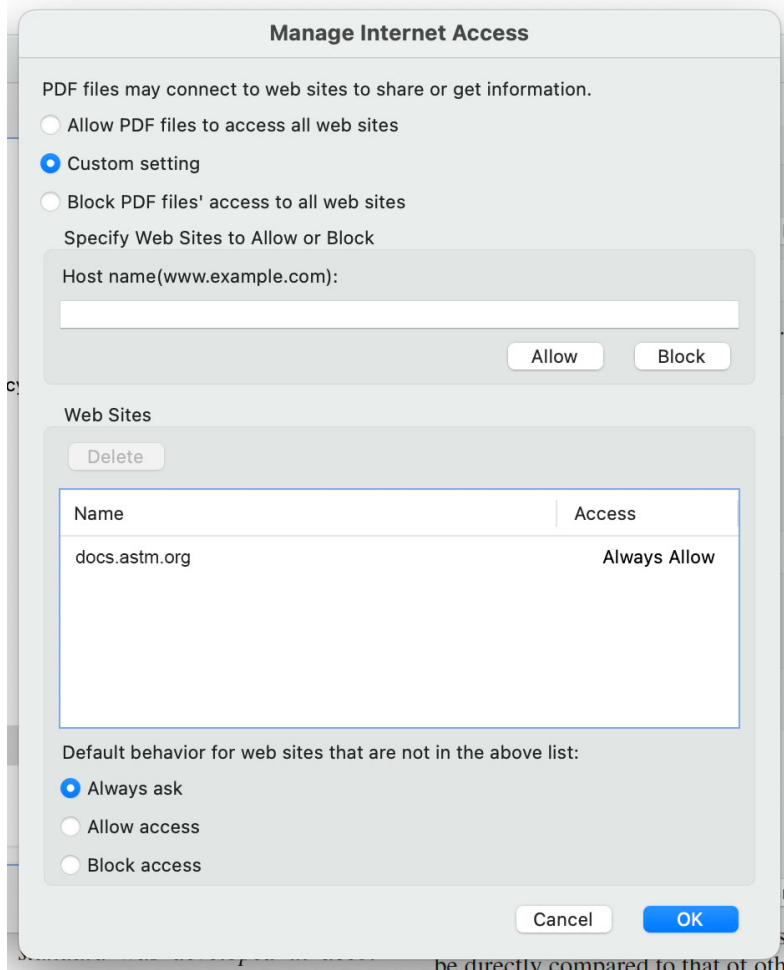 Manage Internet Access
PDF files may connect to web sites to share or get information.
Allow PDF files to access all web sites
Custom setting
Block PDF files' access to all web sites
Specify Web Sites to Allow or Block
Host name(www.example.com):
Allow Block
Web Sites
Delete
Name Access
docs.astm.org Always Allow
Default behavior for web sites that are not in the above list:
Always ask
Allow access
Block access
Cancel OK
be directly compared to that of